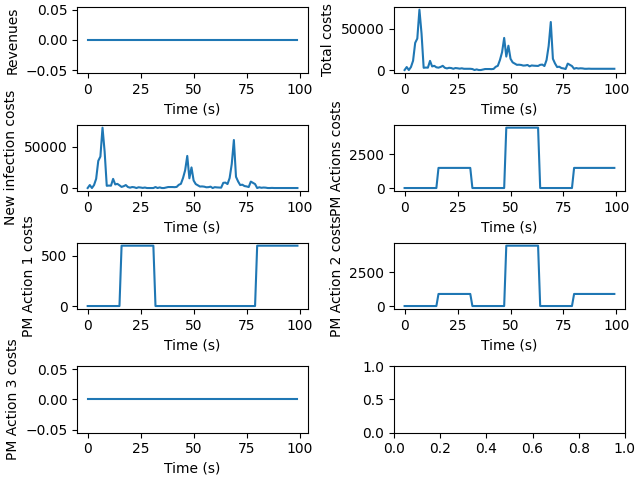 Revenues
0.05
0.00
−0.05
0 25 50 75 100
Time (s)
Total costs
50000
0
0 25 50 75 100
Time (s)
New infection costs
50000
0
0 25 50 75 100
Time (s)
PM Actions costs
2500
0
0 25 50 75 100
Time (s)
PM Action 1 costs
500
0
0 25 50 75 100
Time (s)
PM Action 2 costs
2500
0
0 25 50 75 100
Time (s)
PM Action 3 costs
0.05
0.00
−0.05
0 25 50 75 100
Time (s)
1.0
0.5
0.0
0.0 0.2 0.4 0.6 0.8 1.0